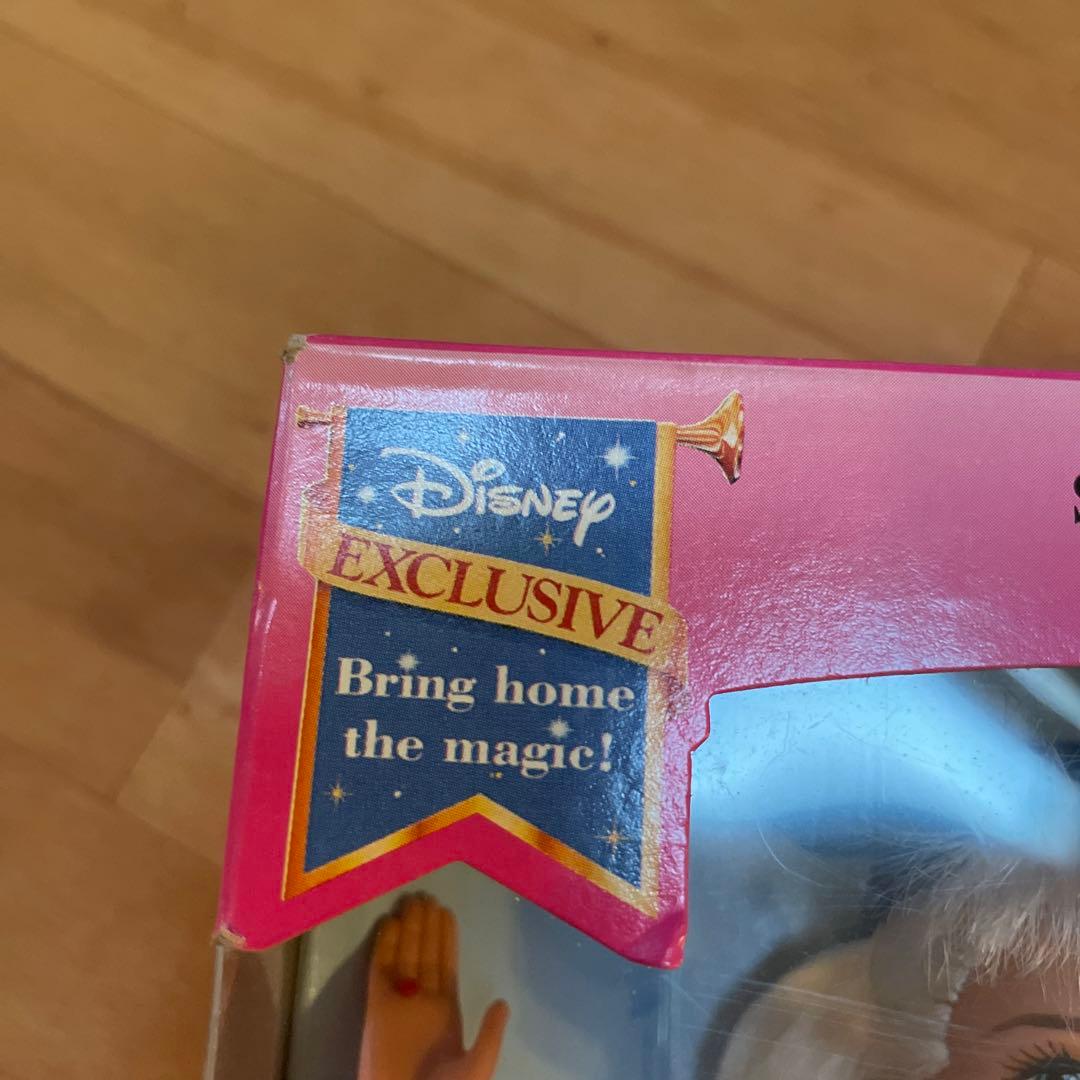 Disney
EXCLUSIVE
Bring home
the magic!